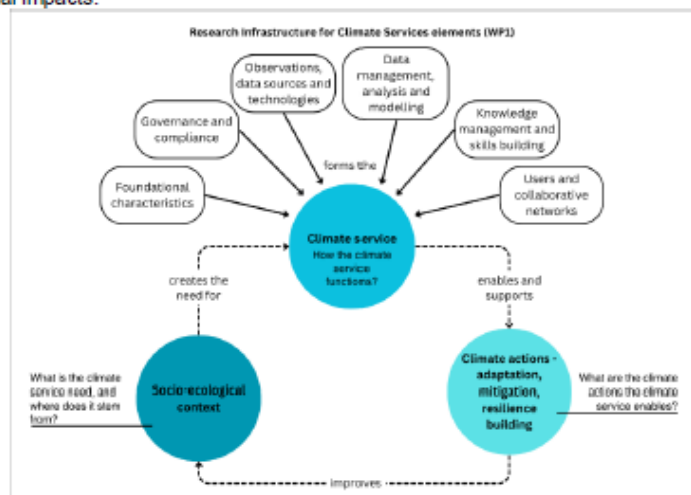 al impacts.
Research Infrastructure for Climate Services elements (WP1)
Observations,
data sources and
technologies
Data
management,
analysis and
modelling
Governance and
compliance
Knowledge
management and
skills building
forms the
Foundational
characteristics
Users and
collaborative
networks
Climate service
How the climate
service
functions?
creates the
need for
enables and
supports
What is the climate
service need, and
where does it stem
from?
Socio-ecological
context
Climate actions -
adaptation,
mitigation,
resilience
building
What are the climate
actions the climate
service enables?
improves